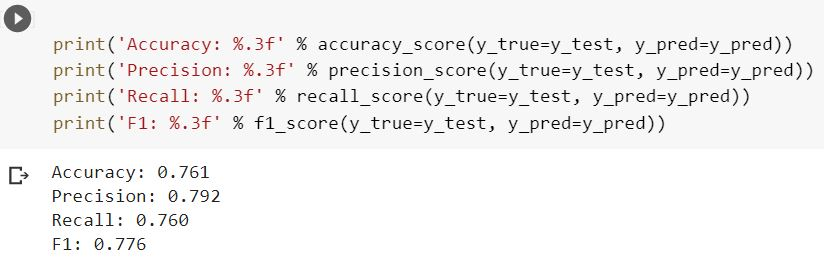 print('Accuracy: %.3f' % accuracy_score(y_true=y_test, y_pred=y_pred))
print('Precision: %.3f' % precision_score(y_true=y_test, y_pred=y_pred))
print('Recall: %.3f' % recall_score(y_true=y_test, y_pred=y_pred))
print('F1: %.3f' % f1_score(y_true=y_test, y_pred=y_pred))
Accuracy: 0.761
Precision: 0.792
Recall: 0.760
F1: 0.776